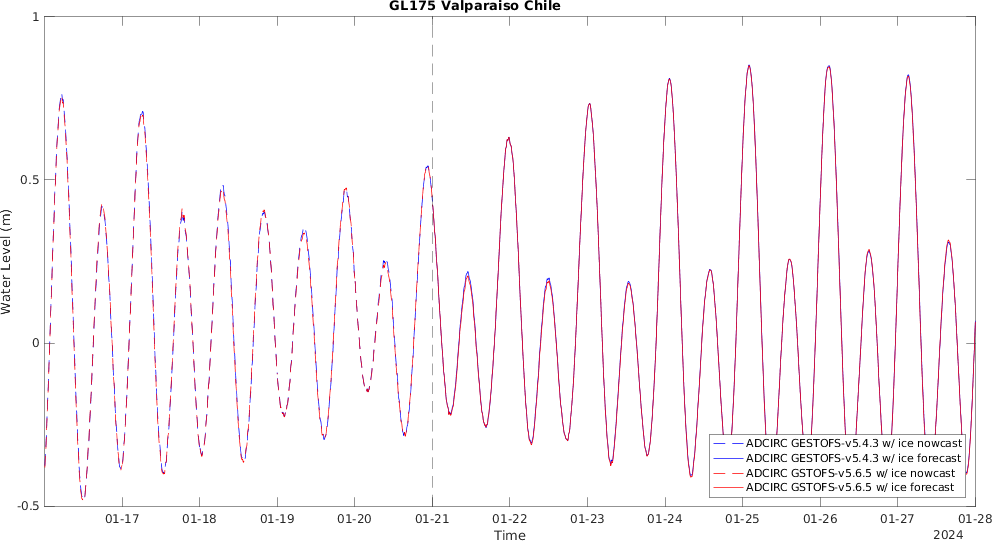 GL175 Valparaiso Chile
1
0.5
0
-0.5
Water Level (m)
ADCIRC GESTOFS-v5.4.3 w/ ice nowcast
ADCIRC GESTOFS-v5.4.3 w/ ice forecast
ADCIRC GSTOFS-v5.6.5 w/ ice nowcast
ADCIRC GSTOFS-v5.6.5 w/ ice forecast
01-17 01-18 01-19 01-20 01-21 01-22 01-23 01-24 01-25 01-26 01-27 01-28
Time
2024